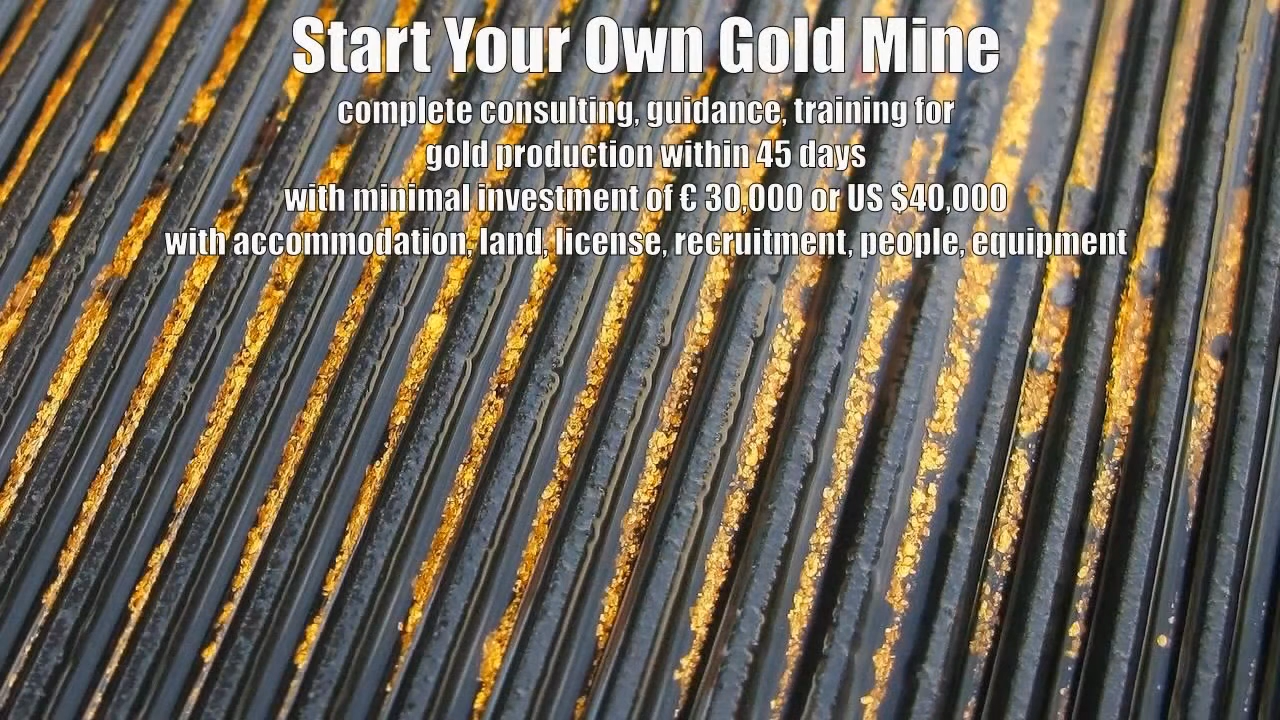 Start Your Own Gold Mine
complete consulting, guidance, training for
gold production within 45 days
with minimal investment of € 30,000 or US $40,000
with accommodation, land, license, recruitment, people, equipment